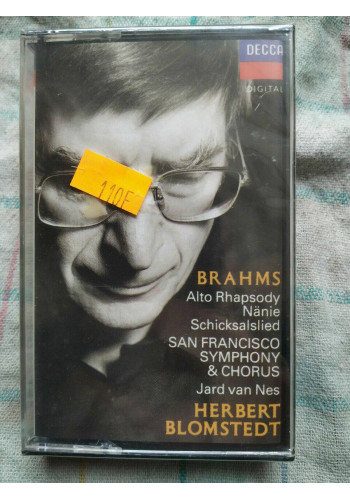 DECCA
DIGITAL
110F
BRAHMS
Alto Rhapsody
Nänie
Schicksalslied
SAN FRANCISCO
SYMPHONY
& CHORUS
Jard van Nes
HERBERT
BLOMSTEDT